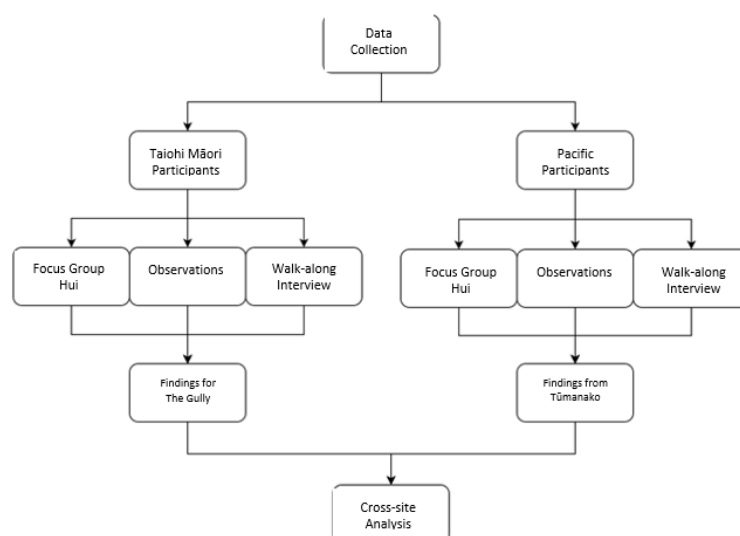 Data
Collection
Taiohi Māori
Participants
Pacific
Participants
Focus Group
Hui
Observations
Walk-along
Interview
Focus Group
Hui
Observations
Walk-along
Interview
Findings for
The Gully
Findings from
Tūmanako
Cross-site
Analysis